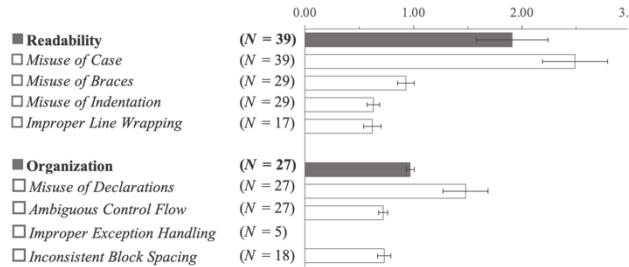 0.00 1.00 2.00 3.
Readability (N = 39)
Misuse of Case (N = 39)
Misuse of Braces (N = 29)
Misuse of Indentation (N = 29)
Improper Line Wrapping (N = 17)
Organization (N = 27)
Misuse of Declarations (N = 27)
Ambiguous Control Flow (N = 27)
Improper Exception Handling (N = 5)
Inconsistent Block Spacing (N = 18)